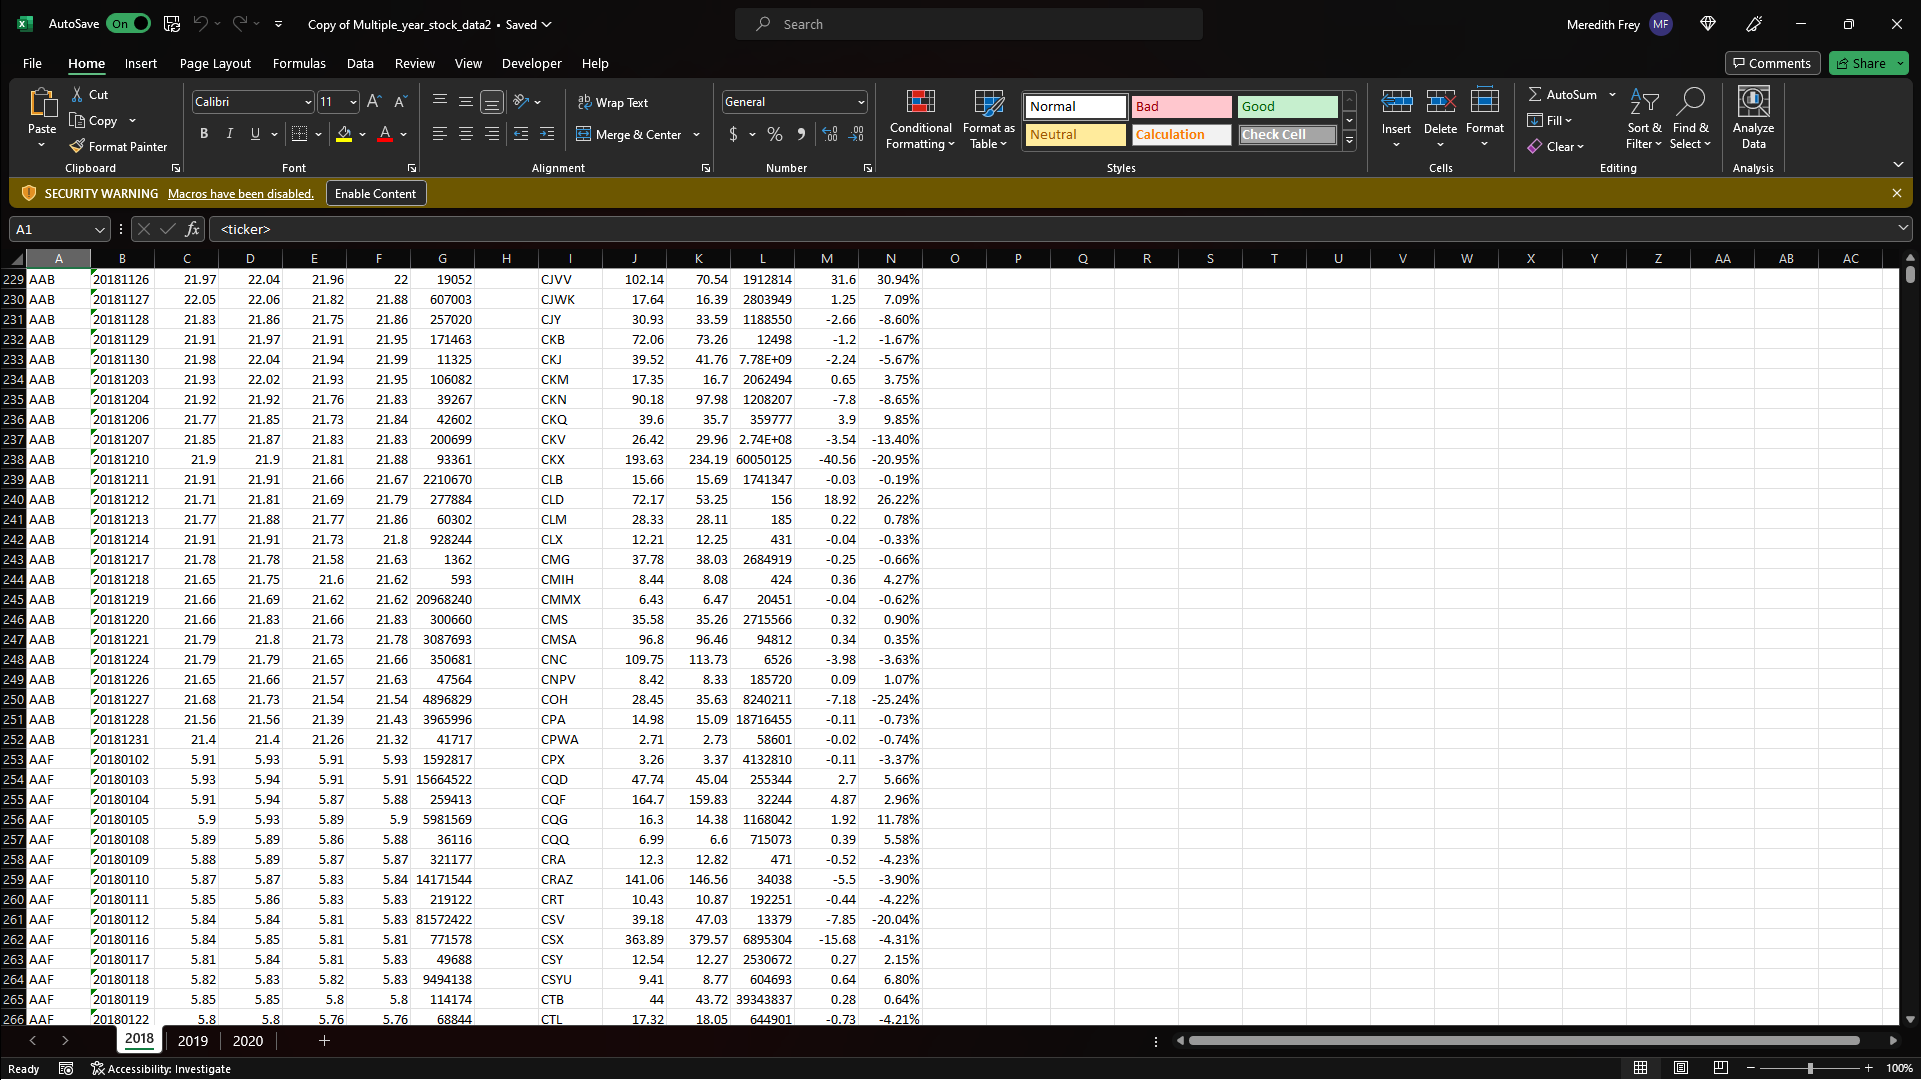 AutoSave On Copy of Multiple_year_stock_data2 • Saved Search Meredith Frey MF
File Home Insert Page Layout Formulas Data Review View Developer Help Comments Share
Paste Cut Copy Format Painter Clipboard
Calibri 11 B I U A Font
Wrap Text Merge & Center Alignment
General $ % Number
Conditional Formatting Format as Table Normal Bad Good Neutral Calculation Check Cell Styles
Insert Delete Format Cells
AutoSum Fill Clear Sort & Filter Find & Select Editing
Analyze Data Analysis
SECURITY WARNING Macros have been disabled. Enable Content
A1 fx <ticker>
A B C D E F G H I J K L M N O P Q R S T U V W X Y Z AA AB AC
229 AAB 20181126 21.97 22.04 21.96 22 19052 CJVV 102.14 70.54 1912814 31.6 30.94%
230 AAB 20181127 22.05 22.06 21.82 21.88 607003 CJWK 17.64 16.39 2803949 1.25 7.09%
231 AAB 20181128 21.83 21.86 21.75 21.86 257020 CJY 30.93 33.59 1188550 -2.66 -8.60%
232 AAB 20181129 21.91 21.97 21.91 21.95 171463 CKB 72.06 73.26 12498 -1.2 -1.67%
233 AAB 20181130 21.98 22.04 21.94 21.99 11325 CKJ 39.52 41.76 7.78E+09 -2.24 -5.67%
234 AAB 20181203 21.93 22.02 21.93 21.95 106082 CKM 17.35 16.7 2062494 0.65 3.75%
235 AAB 20181204 21.92 21.92 21.76 21.83 39267 CKN 90.18 97.98 1208207 -7.8 -8.65%
236 AAB 20181206 21.77 21.85 21.73 21.84 42602 CKQ 39.6 35.7 359777 3.9 9.85%
237 AAB 20181207 21.85 21.87 21.83 21.83 200699 CKV 26.42 29.96 2.74E+08 -3.54 -13.40%
238 AAB 20181210 21.9 21.9 21.81 21.88 93361 CKX 193.63 234.19 60050125 -40.56 -20.95%
239 AAB 20181211 21.91 21.91 21.66 21.67 2210670 CLB 15.66 15.69 1741347 -0.03 -0.19%
240 AAB 20181212 21.71 21.81 21.69 21.79 277884 CLD 72.17 53.25 156 18.92 26.22%
241 AAB 20181213 21.77 21.88 21.77 21.86 60302 CLM 28.33 28.11 185 0.22 0.78%
242 AAB 20181214 21.91 21.91 21.73 21.8 928244 CLX 12.21 12.25 431 -0.04 -0.33%
243 AAB 20181217 21.78 21.78 21.58 21.63 1362 CMG 37.78 38.03 2684919 -0.25 -0.66%
244 AAB 20181218 21.65 21.75 21.6 21.62 593 CMIH 8.44 8.08 424 0.36 4.27%
245 AAB 20181219 21.66 21.69 21.62 21.62 20968240 CMMX 6.43 6.47 20451 -0.04 -0.62%
246 AAB 20181220 21.66 21.83 21.66 21.83 300660 CMS 35.58 35.26 2715566 0.32 0.90%
247 AAB 20181221 21.79 21.8 21.73 21.78 3087693 CMSA 96.8 96.46 94812 0.34 0.35%
248 AAB 20181224 21.79 21.79 21.65 21.66 350681 CNC 109.75 113.73 6526 -3.98 -3.63%
249 AAB 20181226 21.65 21.66 21.57 21.63 47564 CNPV 8.42 8.33 185720 0.09 1.07%
250 AAB 20181227 21.68 21.73 21.54 21.54 4896829 COH 28.45 35.63 8240211 -7.18 -25.24%
251 AAB 20181228 21.56 21.56 21.39 21.43 3965996 CPA 14.98 15.09 18716455 -0.11 -0.73%
252 AAB 20181231 21.4 21.4 21.26 21.32 41717 CPWA 2.71 2.73 58601 -0.02 -0.74%
253 AAF 20180102 5.91 5.93 5.91 5.93 1592817 CPX 3.26 3.37 4132810 -0.11 -3.37%
254 AAF 20180103 5.93 5.94 5.91 5.91 15664522 CQD 47.74 45.04 255344 2.7 5.66%
255 AAF 20180104 5.91 5.94 5.87 5.88 259413 CQF 164.7 159.83 32244 4.87 2.96%
256 AAF 20180105 5.9 5.93 5.89 5.9 5981569 CQG 16.3 14.38 1168042 1.92 11.78%
257 AAF 20180108 5.89 5.89 5.86 5.88 36116 CQQ 6.99 6.6 715073 0.39 5.58%
258 AAF 20180109 5.88 5.89 5.87 5.87 321177 CRA 12.3 12.82 471 -0.52 -4.23%
259 AAF 20180110 5.87 5.87 5.83 5.84 14171544 CRAZ 141.06 146.56 34038 -5.5 -3.90%
260 AAF 20180111 5.85 5.86 5.83 5.83 219122 CRT 10.43 10.87 192251 -0.44 -4.22%
261 AAF 20180112 5.84 5.84 5.81 5.83 81572422 CSV 39.18 47.03 13379 -7.85 -20.04%
262 AAF 20180116 5.84 5.85 5.81 5.81 771578 CSX 363.89 379.57 6895304 -15.68 -4.31%
263 AAF 20180117 5.81 5.84 5.81 5.83 49688 CSY 12.54 12.27 2530672 0.27 2.15%
264 AAF 20180118 5.82 5.83 5.82 5.83 9494138 CSYU 9.41 8.77 604693 0.64 6.80%
265 AAF 20180119 5.85 5.85 5.8 5.8 114174 CTB 44 43.72 39343837 0.28 0.64%
266 AAF 20180122 5.8 5.8 5.76 5.76 68844 CTL 17.32 18.05 644901 -0.73 -4.21%
2018 2019 2020
Ready Accessibility: Investigate 100%